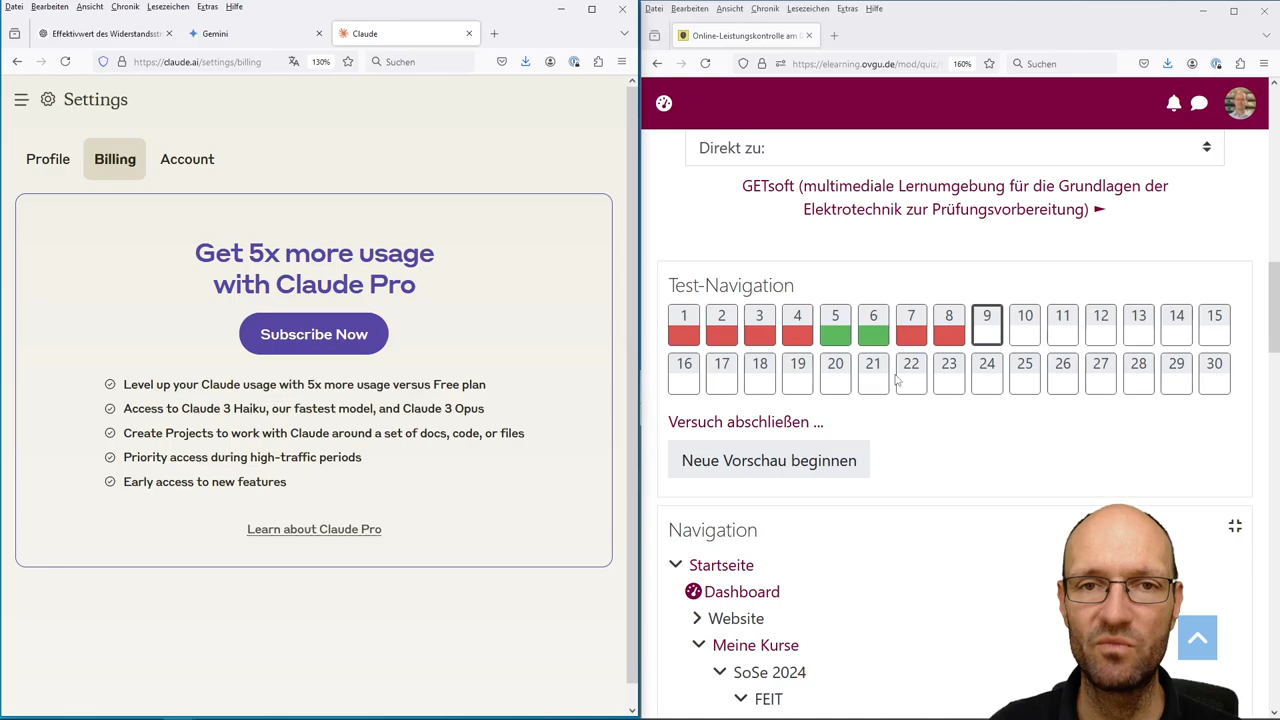 Datei Bearbeiten Ansicht Chronik Lesezeichen Extras Hilfe
Effektivwert des Widerstandsstr
Gemini
Claude
https://claude.ai/settings/billing
130%
Suchen
Settings
Profile
Billing
Account
Get 5x more usage
with Claude Pro
Subscribe Now
Level up your Claude usage with 5x more usage versus Free plan
Access to Claude 3 Haiku, our fastest model, and Claude 3 Opus
Create Projects to work with Claude around a set of docs, code, or files
Priority access during high-traffic periods
Early access to new features
Learn about Claude Pro
Datei Bearbeiten Ansicht Chronik Lesezeichen Extras Hilfe
Online-Leistungskontrolle am
https://elearning.ovgu.de/mod/quiz/
160%
Suchen
Direkt zu:
GETsoft (multimediale Lernumgebung für die Grundlagen der
Elektrotechnik zur Prüfungsvorbereitung) ►
Test-Navigation
1 2 3 4 5 6 7 8 9 10 11 12 13 14 15
16 17 18 19 20 21 22 23 24 25 26 27 28 29 30
Versuch abschließen ...
Neue Vorschau beginnen
Navigation
Startseite
Dashboard
Website
Meine Kurse
SoSe 2024
FEIT